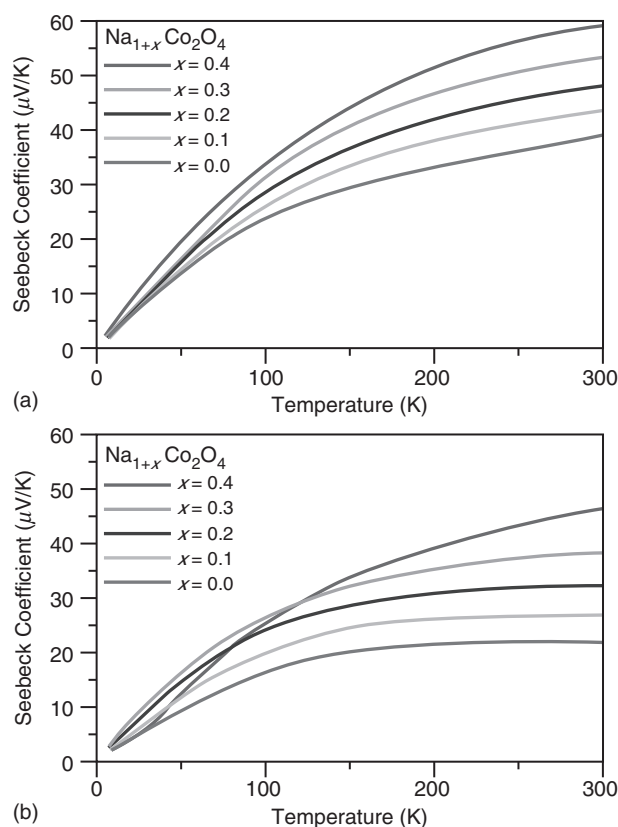 60
50
40
30
20
10
0
Seebeck Coefficient (μV/K)
Na₁₊ₓCo₂O₄
x = 0.4
x = 0.3
x = 0.2
x = 0.1
x = 0.0
0
100
200
300
Temperature (K)
(a)
60
50
40
30
20
10
0
Seebeck Coefficient (μV/K)
Na₁₊ₓCo₂O₄
x = 0.4
x = 0.3
x = 0.2
x = 0.1
x = 0.0
0
100
200
300
Temperature (K)
(b)